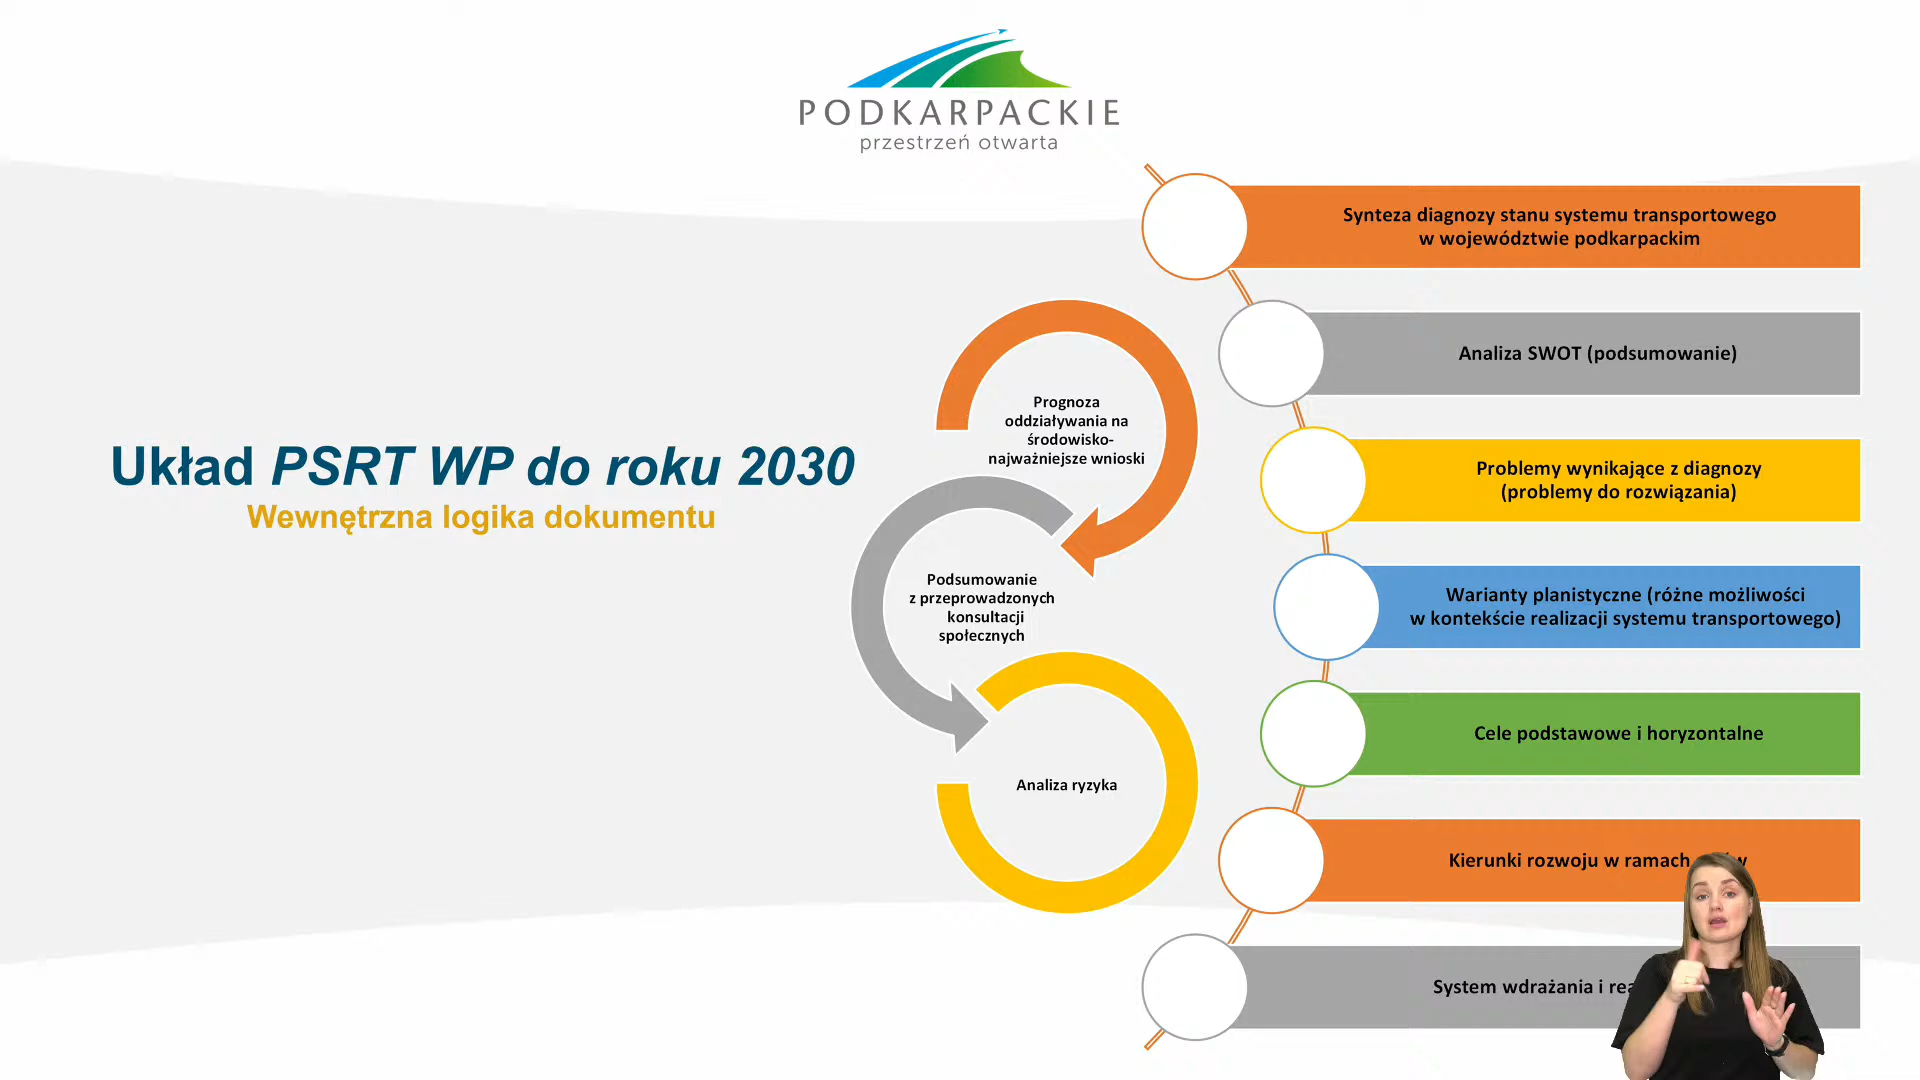 PODKARPACKIE
przestrzeń otwarta
Układ PSRT WP do roku 2030
Wewnętrzna logika dokumentu
Prognoza
oddziaływania na
środowisko-
najważniejsze wnioski
Podsumowanie
z przeprowadzonych
konsultacji
społecznych
Analiza ryzyka
Synteza diagnozy stanu systemu transportowego
w województwie podkarpackim
Analiza SWOT (podsumowanie)
Problemy wynikające z diagnozy
(problemy do rozwiązania)
Warianty planistyczne (różne możliwości
w kontekście realizacji systemu transportowego)
Cele podstawowe i horyzontalne
Kierunki rozwoju w ramach
System wdrażania i